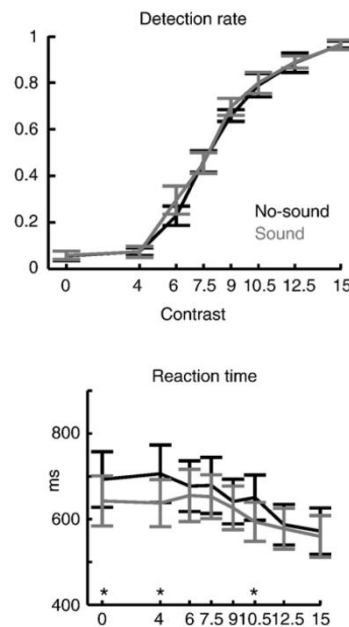 Detection rate
1
0.8
0.6
0.4
0.2
0
No-sound
Sound
0 4 6 7.5 9 10.5 12.5 15
Contrast
Reaction time
800
ms
600
400
* * *
0 4 6 7.5 910.5 12.5 15